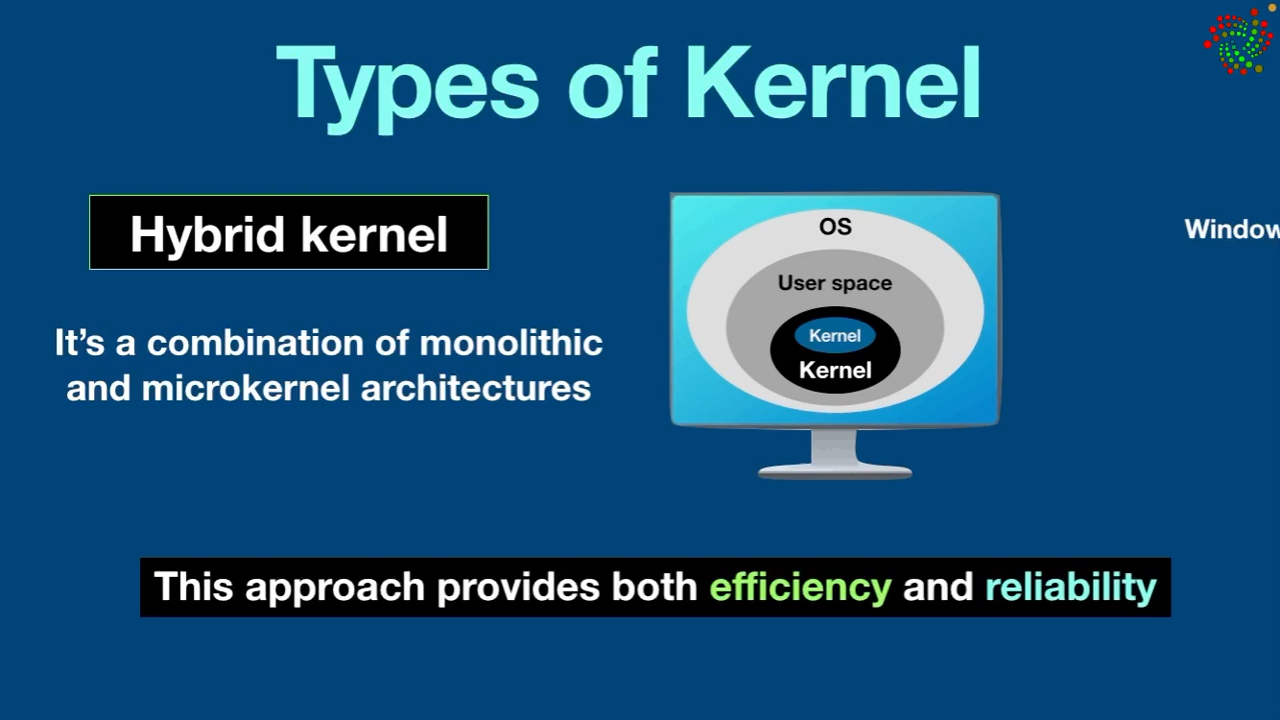 Types of Kernel
Hybrid kernel
It's a combination of monolithic
and microkernel architectures
OS
User space
Kernel
Kernel
Window
This approach provides both efficiency and reliability